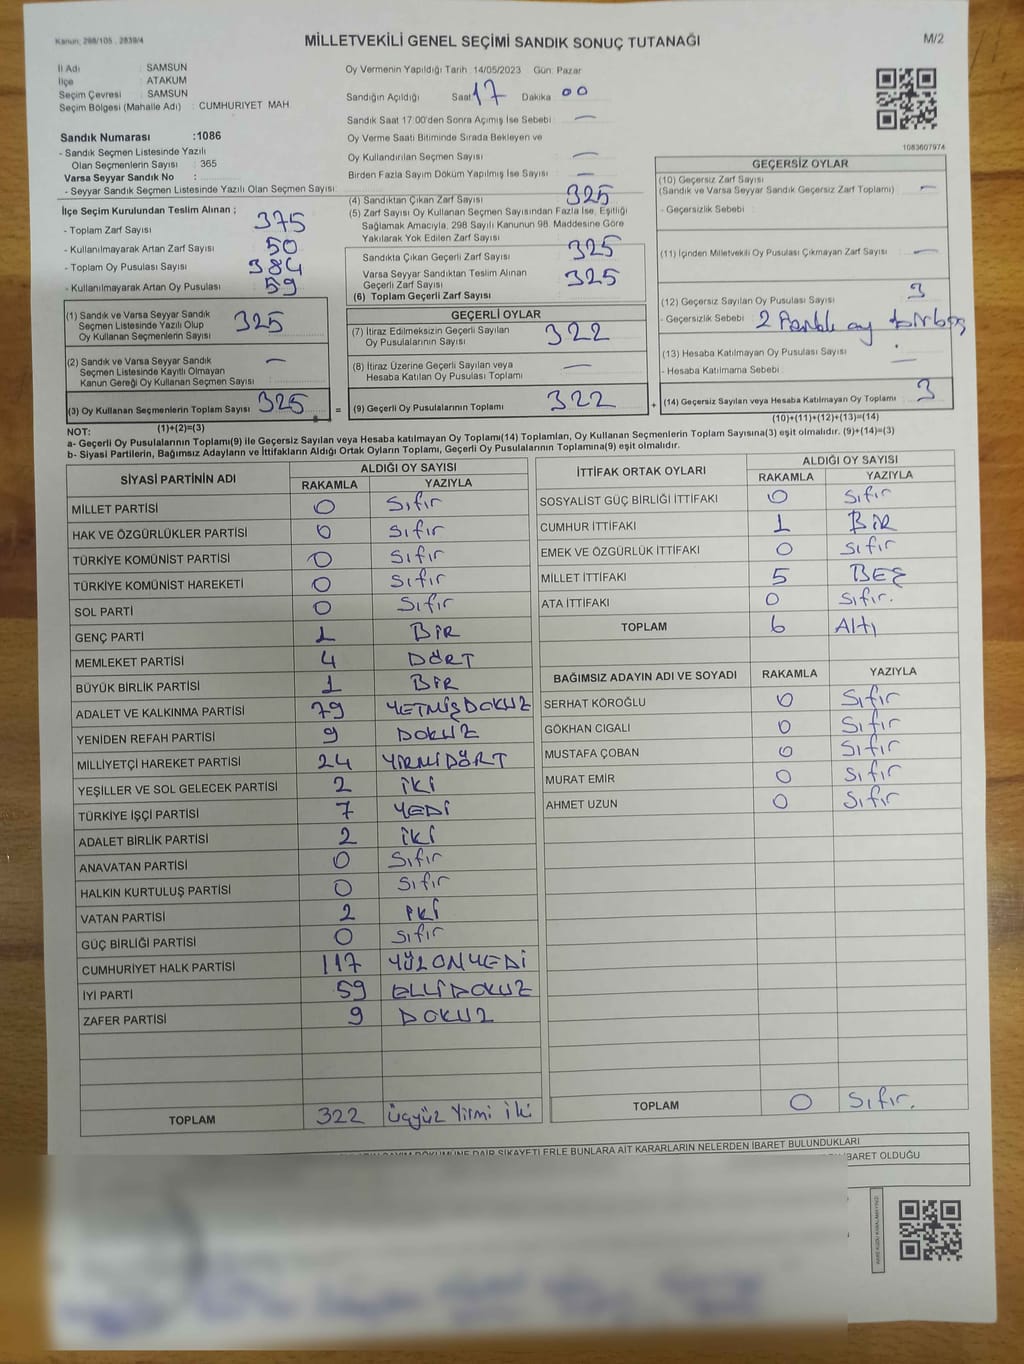 Kanun: 298/105 , 2839/4
MİLLETVEKİLİ GENEL SEÇİMİ SANDIK SONUÇ TUTANAĞI
M/2
İl Adı : SAMSUN
İlçe : ATAKUM
Seçim Çevresi : SAMSUN
Seçim Bölgesi (Mahalle Adı) : CUMHURIYET MAH.
Sandık Numarası :1086
- Sandık Seçmen Listesinde Yazılı
Olan Seçmenlerin Sayısı : 365
Varsa Seyyar Sandık No :
- Seyyar Sandık Seçmen Listesinde Yazılı Olan Seçmen Sayısı:
Oy Vermenin Yapıldığı Tarih :14/05/2023 Gün: Pazar
Sandığın Açıldığı Saat 17 Dakika 00
Sandık Saat 17:00'den Sonra Açımış İse Sebebi : —
Oy Verme Saati Bitiminde Sırada Bekleyen ve
Oy Kullandırılan Seçmen Sayısı : —
Birden Fazla Sayım Döküm Yapılmış İse Sayısı : —
1083607974
İlçe Seçim Kurulundan Teslim Alınan ;
- Toplam Zarf Sayısı : 375
- Kullanılmayarak Artan Zarf Sayısı : 50
- Toplam Oy Pusulası Sayısı : 384
- Kullanılmayarak Artan Oy Pusulası : 59
(1) Sandık ve Varsa Seyyar Sandık
Seçmen Listesinde Yazılı Olup
Oy Kullanan Seçmenlerin Sayısı : 325
(2) Sandık ve Varsa Seyyar Sandık
Seçmen Listesinde Kayıtlı Olmayan
Kanun Gereği Oy Kullanan Seçmen Sayısı : —
(3) Oy Kullanan Seçmenlerin Toplam Sayısı : 325
(1)+(2)=(3)
(4) Sandıktan Çıkan Zarf Sayısı : 325
(5) Zarf Sayısı Oy Kullanan Seçmen Sayısından Fazla İse, Eşitliği
Sağlamak Amacıyla, 298 Sayılı Kanunun 98. Maddesine Göre
Yakılarak Yok Edilen Zarf Sayısı :
Sandıkta Çıkan Geçerli Zarf Sayısı : 325
Varsa Seyyar Sandıktan Teslim Alınan
Geçerli Zarf Sayısı : 325
(6) Toplam Geçerli Zarf Sayısı :
GEÇERLİ OYLAR
(7) İtiraz Edilmeksizin Geçerli Sayılan
Oy Pusulalarının Sayısı : 322
(8) İtiraz Üzerine Geçerli Sayılan veya
Hesaba Katılan Oy Pusulası Toplamı : —
= (9) Geçerli Oy Pusulalarının Toplamı : 322
GEÇERSİZ OYLAR
(10) Geçersiz Zarf Sayısı : —
(Sandık ve Varsa Seyyar Sandık Geçersiz Zarf Toplamı)
- Geçersizlik Sebebi :
(11) İçinden Milletvekili Oy Pusulası Çıkmayan Zarf Sayısı : —
(12) Geçersiz Sayılan Oy Pusulası Sayısı : 3
- Geçersizlik Sebebi : 2 oy
(13) Hesaba Katılmayan Oy Pusulası Sayısı : —
- Hesaba Katılmama Sebebi :
+ (14) Geçersiz Sayılan veya Hesaba Katılmayan Oy Toplamı : 3
(10)+(11)+(12)+(13)=(14)
NOT:
a- Geçerli Oy Pusulalarının Toplamı(9) ile Geçersiz Sayılan veya Hesaba katılmayan Oy Toplamı(14) Toplamları, Oy Kullanan Seçmenlerin Toplam Sayısına(3) eşit olmalıdır. (9)+(14)=(3)
b- Siyasi Partilerin, Bağımsız Adayların ve İttifakların Aldığı Ortak Oyların Toplamı, Geçerli Oy Pusulalarının Toplamına(9) eşit olmalıdır.
SİYASİ PARTİNİN ADI ALDIĞI OY SAYISI
RAKAMLA YAZIYLA
MİLLET PARTİSİ 0 Sıfır
HAK VE ÖZGÜRLÜKLER PARTİSİ 0 Sıfır
TÜRKİYE KOMÜNİST PARTİSİ 0 Sıfır
TÜRKİYE KOMÜNİST HAREKETİ 0 Sıfır
SOL PARTİ 0 Sıfır
GENÇ PARTİ 1 BİR
MEMLEKET PARTİSİ 4 DÖRT
BÜYÜK BİRLİK PARTİSİ 1 BİR
ADALET VE KALKINMA PARTİSİ 79 YETMİŞDOKUZ
YENİDEN REFAH PARTİSİ 9 DOKUZ
MİLLİYETÇİ HAREKET PARTİSİ 24 YİRMİDÖRT
YEŞİLLER VE SOL GELECEK PARTİSİ 2 İKİ
TÜRKİYE İŞÇİ PARTİSİ 7 YEDİ
ADALET BİRLİK PARTİSİ 2 İKİ
ANAVATAN PARTİSİ 0 Sıfır
HALKIN KURTULUŞ PARTİSİ 0 Sıfır
VATAN PARTİSİ 2 İKİ
GÜÇ BİRLİĞİ PARTİSİ 0 Sıfır
CUMHURİYET HALK PARTİSİ 117 YÜZONYEDİ
İYİ PARTİ 59 ELLİDOKUZ
ZAFER PARTİSİ 9 DOKUZ
TOPLAM 322 Üçyüz Yirmi İki
İTTİFAK ORTAK OYLARI ALDIĞI OY SAYISI
RAKAMLA YAZIYLA
SOSYALİST GÜÇ BİRLİĞİ İTTİFAKI 0 Sıfır
CUMHUR İTTİFAKI 1 BİR
EMEK VE ÖZGÜRLÜK İTTİFAKI 0 Sıfır
MİLLET İTTİFAKI 5 BEŞ
ATA İTTİFAKI 0 Sıfır.
TOPLAM 6 Altı
BAĞIMSIZ ADAYIN ADI VE SOYADI RAKAMLA YAZIYLA
SERHAT KÖROĞLU 0 Sıfır
GÖKHAN CIGALI 0 Sıfır
MUSTAFA ÇOBAN 0 Sıfır
MURAT EMİR 0 Sıfır
AHMET UZUN 0 Sıfır
TOPLAM 0 Sıfır.
DÖKÜMÜNE DAİR ŞİKAYETLERLE BUNLARA AİT KARARLARIN NELERDEN İBARET BULUNDUKLARI
İBARET OLDUĞU